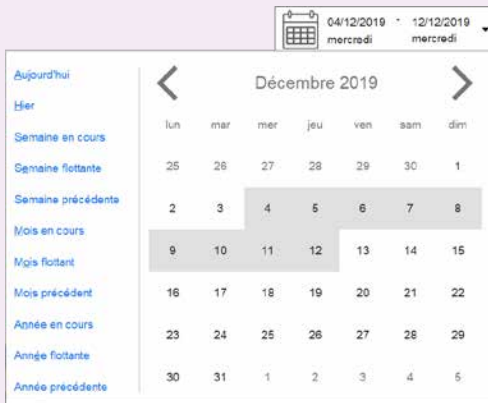 04/12/2019 - 12/12/2019
mercredi mercredi
Aujourd'hui
Hier
Semaine en cours
Semaine flottante
Semaine précédente
Mois en cours
Mois flottant
Mois précédent
Année en cours
Année flottante
Année précédente
Décembre 2019
lun mar mer jeu ven sam dim
25 26 27 28 29 30 1
2 3 4 5 6 7 8
9 10 11 12 13 14 15
16 17 18 19 20 21 22
23 24 25 26 27 28 29
30 31 1 2 3 4 5